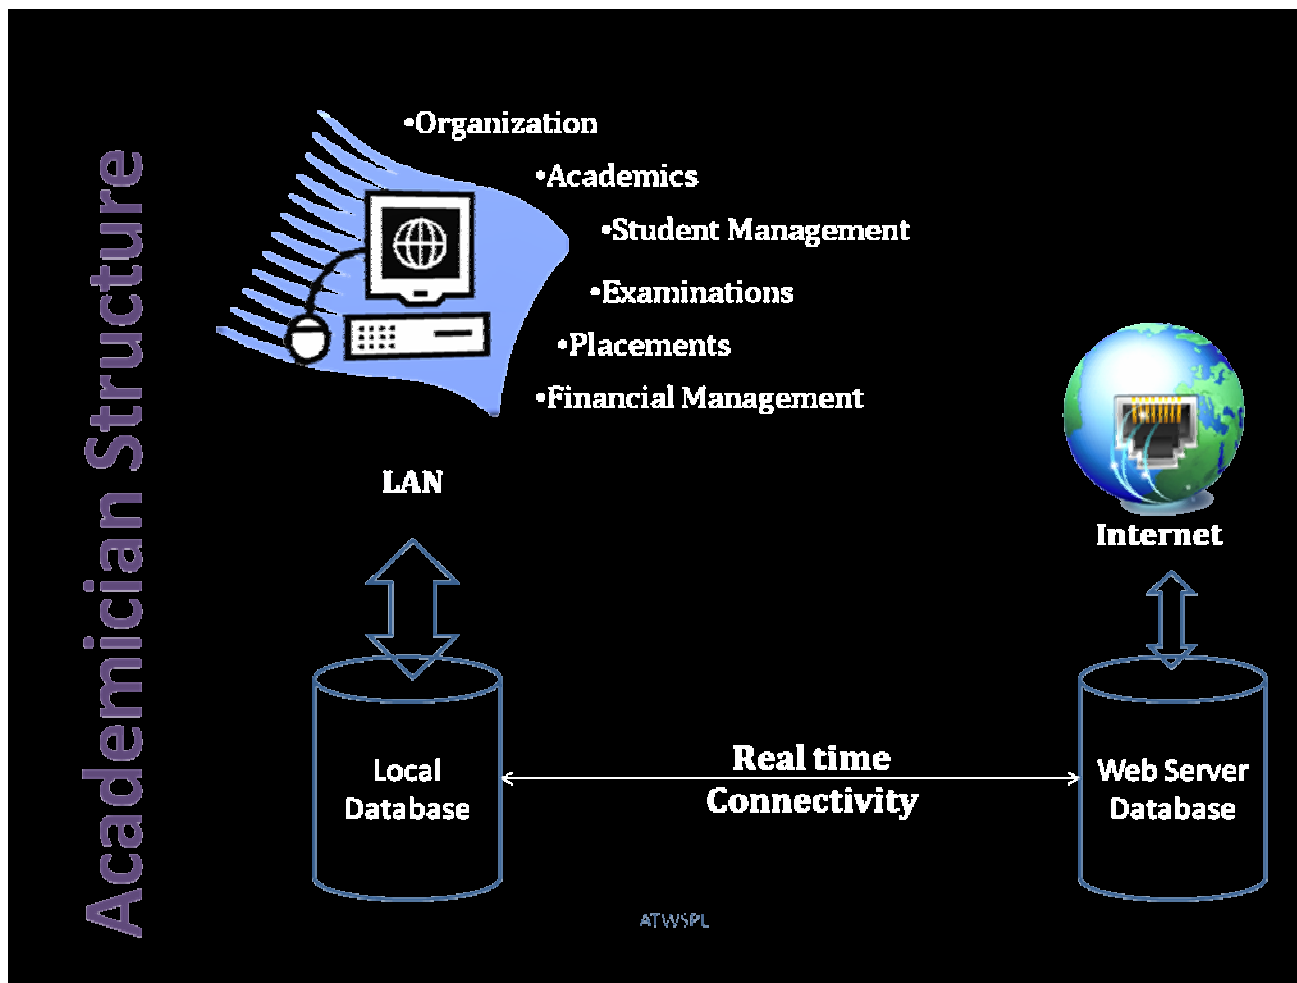 Academician Structure
•Organization
•Academics
•Student Management
•Examinations
•Placements
•Financial Management
LAN
Internet
Local
Database
Real time
Connectivity
Web Server
Database
ATWSPL